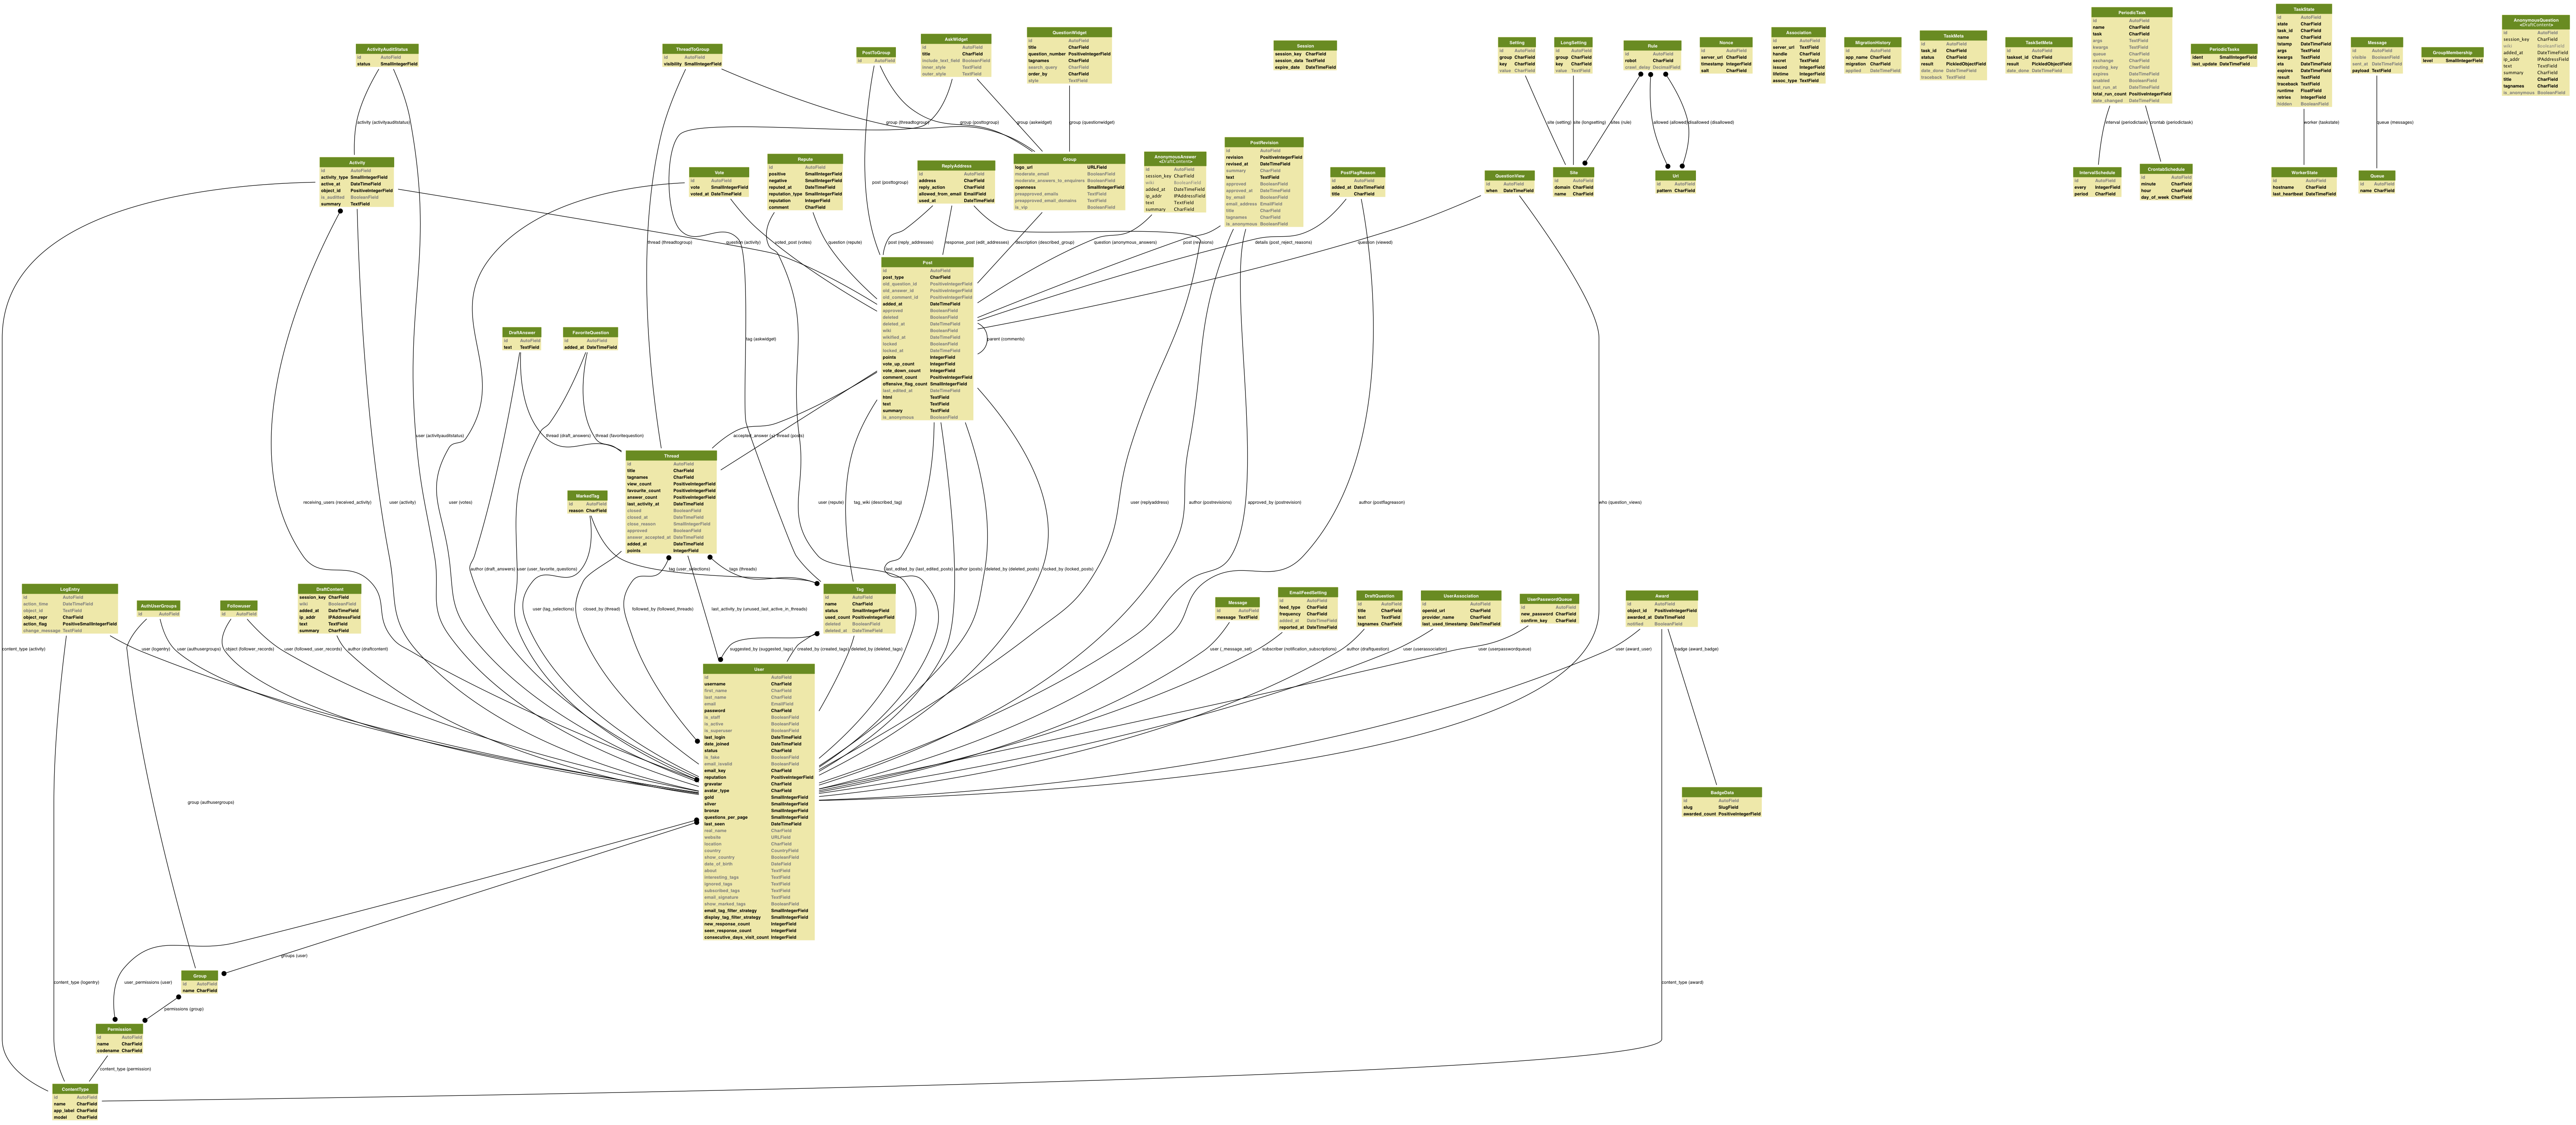 ActivityAuditStatus
id AutoField
status SmallIntegerField
ThreadToGroup
id AutoField
visibility SmallIntegerField
PostToGroup
id AutoField
AskWidget
id AutoField
title CharField
include_text_field BooleanField
inner_style TextField
outer_style TextField
QuestionWidget
id AutoField
title CharField
question_number PositiveIntegerField
tagnames CharField
search_query CharField
order_by CharField
style TextField
Session
session_key CharField
session_data TextField
expire_date DateTimeField
Setting
id AutoField
group CharField
key CharField
value CharField
LongSetting
id AutoField
group CharField
key CharField
value TextField
Rule
id AutoField
robot CharField
crawl_delay DecimalField
Nonce
id AutoField
server_url CharField
timestamp IntegerField
salt CharField
Association
id AutoField
server_url TextField
handle CharField
secret TextField
issued IntegerField
lifetime IntegerField
assoc_type TextField
MigrationHistory
id AutoField
app_name CharField
migration CharField
applied DateTimeField
TaskMeta
id AutoField
task_id CharField
status CharField
result PickledObjectField
date_done DateTimeField
traceback TextField
TaskSetMeta
id AutoField
taskset_id CharField
result PickledObjectField
date_done DateTimeField
PeriodicTask
id AutoField
name CharField
task CharField
args TextField
kwargs TextField
queue CharField
exchange CharField
routing_key CharField
expires DateTimeField
enabled BooleanField
last_run_at DateTimeField
total_run_count PositiveIntegerField
date_changed DateTimeField
PeriodicTasks
ident SmallIntegerField
last_update DateTimeField
TaskState
id AutoField
state CharField
task_id CharField
name CharField
tstamp DateTimeField
args TextField
kwargs TextField
eta DateTimeField
expires DateTimeField
result TextField
traceback TextField
runtime FloatField
retries IntegerField
hidden BooleanField
Message
id AutoField
visible BooleanField
sent_at DateTimeField
payload TextField
GroupMembership
level SmallIntegerField
AnonymousQuestion
<DraftContent>
id AutoField
session_key CharField
wiki BooleanField
added_at DateTimeField
ip_addr IPAddressField
text TextField
summary CharField
title CharField
tagnames CharField
is_anonymous BooleanField
activity (activityauditstatus)
group (threadtogroup)
group (posttogroup)
group (askwidget)
group (questionwidget)
site (setting)
site (longsetting)
sites (rule)
interval (periodictask)
crontab (periodictask)
worker (taskstate)
queue (messages)
Activity
id AutoField
activity_type SmallIntegerField
active_at DateTimeField
object_id PositiveIntegerField
is_audited BooleanField
summary TextField
Vote
id AutoField
vote SmallIntegerField
voted_at DateTimeField
Repute
id AutoField
positive SmallIntegerField
negative SmallIntegerField
reputed_at DateTimeField
reputation_type SmallIntegerField
reputation IntegerField
comment CharField
post (posttogroup)
ReplyAddress
id AutoField
address CharField
reply_action CharField
allowed_from_email EmailField
used_at DateTimeField
Group
logo_url URLField
moderate_email BooleanField
moderate_answers_to_enquirers BooleanField
openness SmallIntegerField
preapproved_emails TextField
preapproved_email_domains TextField
is_vip BooleanField
AnonymousAnswer
<DraftContent>
id AutoField
session_key CharField
wiki BooleanField
added_at DateTimeField
ip_addr IPAddressField
text TextField
summary CharField
PostRevision
id AutoField
revision PositiveIntegerField
revised_at DateTimeField
summary CharField
text TextField
approved BooleanField
approved_at DateTimeField
by_email BooleanField
email_address EmailField
title CharField
tagnames CharField
is_anonymous BooleanField
PostFlagReason
id AutoField
added_at DateTimeField
title CharField
QuestionView
id AutoField
when DateTimeField
Site
id AutoField
domain CharField
name CharField
Url
id AutoField
pattern CharField
IntervalSchedule
id AutoField
every IntegerField
period CharField
CrontabSchedule
id AutoField
minute CharField
hour CharField
day_of_week CharField
WorkerState
id AutoField
hostname CharField
last_heartbeat DateTimeField
Queue
id AutoField
name CharField
thread (threadtogroup)
question (activity)
voted_post (votes)
question (repute)
post (reply_addresses)
response_post (edit_addresses)
description (described_group)
question (anonymous_answers)
post (revisions)
details (post_reject_reasons)
question (viewed)
Post
id AutoField
post_type CharField
old_question_id PositiveIntegerField
old_answer_id PositiveIntegerField
old_comment_id PositiveIntegerField
added_at DateTimeField
approved BooleanField
deleted BooleanField
deleted_at DateTimeField
wiki BooleanField
wikified_at DateTimeField
locked BooleanField
locked_at DateTimeField
points IntegerField
vote_up_count IntegerField
vote_down_count IntegerField
comment_count PositiveIntegerField
offensive_flag_count SmallIntegerField
last_edited_at DateTimeField
html TextField
text TextField
summary TextField
is_anonymous BooleanField
parent (comments)
tag (askwidget)
DraftAnswer
id AutoField
text TextField
FavoriteQuestion
id AutoField
added_at DateTimeField
user (activityauditstatus)
thread (draft_answers)
thread (favoritequestion)
thread (posts)
Thread
id AutoField
title CharField
tagnames CharField
view_count PositiveIntegerField
favourite_count PositiveIntegerField
answer_count PositiveIntegerField
last_activity_at DateTimeField
closed BooleanField
closed_at DateTimeField
close_reason SmallIntegerField
approved BooleanField
answer_accepted_at DateTimeField
added_at DateTimeField
points IntegerField
MarkedTag
id AutoField
reason CharField
receiving_users (received_activity)
user (activity)
user (votes)
user (repute)
tag_wiki (described_tag)
user (replyaddress)
author (postrevisions)
approved_by (postrevision)
author (postflagreason)
who (question_views)
author (draft_answers)
user (user_favorite_questions)
tag (user_selections)
tags (threads)
last_edited_by (last_edited_posts)
author (posts)
deleted_by (deleted_posts)
locked_by (locked_posts)
LogEntry
id AutoField
action_time DateTimeField
object_id TextField
object_repr CharField
action_flag PositiveSmallIntegerField
change_message TextField
AuthUserGroups
id AutoField
FollowUser
id AutoField
DraftContent
session_key CharField
wiki BooleanField
added_at DateTimeField
ip_addr IPAddressField
text TextField
summary CharField
user (tag_selections)
closed_by (thread)
followed_by (followed_threads)
last_activity_by (unused_last_active_in_threads)
Tag
id AutoField
name CharField
status SmallIntegerField
used_count PositiveIntegerField
deleted BooleanField
deleted_at DateTimeField
Message
id AutoField
message TextField
EmailFeedSetting
id AutoField
feed_type CharField
frequency CharField
added_at DateTimeField
reported_at DateTimeField
DraftQuestion
id AutoField
title CharField
text TextField
tagnames CharField
UserAssociation
id AutoField
openid_url CharField
provider_name CharField
last_used_timestamp DateTimeField
UserPasswordQueue
id AutoField
new_password CharField
confirm_key CharField
Award
id AutoField
object_id PositiveIntegerField
awarded_at DateTimeField
notified BooleanField
content_type (activity)
user (logentry)
user (authusergroups)
object (follower_records)
user (followed_user_records)
author (draftcontent)
suggested_by (suggested_tags)
created_by (created_tags)
deleted_by (deleted_tags)
user (_message_set)
subscriber (notification_subscriptions)
author (draftquestion)
user (userassociation)
user (userpasswordqueue)
user (award_user)
badge (award_badge)
User
id AutoField
username CharField
first_name CharField
last_name CharField
email EmailField
password CharField
is_staff BooleanField
is_active BooleanField
is_superuser BooleanField
last_login DateTimeField
date_joined DateTimeField
status CharField
is_fake BooleanField
email_isvalid BooleanField
email_key CharField
reputation PositiveIntegerField
gravatar CharField
avatar_type CharField
gold SmallIntegerField
silver SmallIntegerField
bronze SmallIntegerField
questions_per_page SmallIntegerField
last_seen DateTimeField
real_name CharField
website URLField
location CharField
country CountryField
show_country BooleanField
date_of_birth DateField
about TextField
interesting_tags TextField
ignored_tags TextField
subscribed_tags TextField
email_signature TextField
show_marked_tags BooleanField
email_tag_filter_strategy SmallIntegerField
display_tag_filter_strategy SmallIntegerField
new_response_count IntegerField
seen_response_count IntegerField
consecutive_days_visit_count IntegerField
group (authusergroups)
BadgeData
id AutoField
slug SlugField
awarded_count PositiveIntegerField
groups (user)
Group
id AutoField
name CharField
content_type (logentry)
user_permissions (user)
content_type (award)
permissions (group)
Permission
id AutoField
name CharField
codename CharField
content_type (permission)
ContentType
id AutoField
name CharField
app_label CharField
model CharField